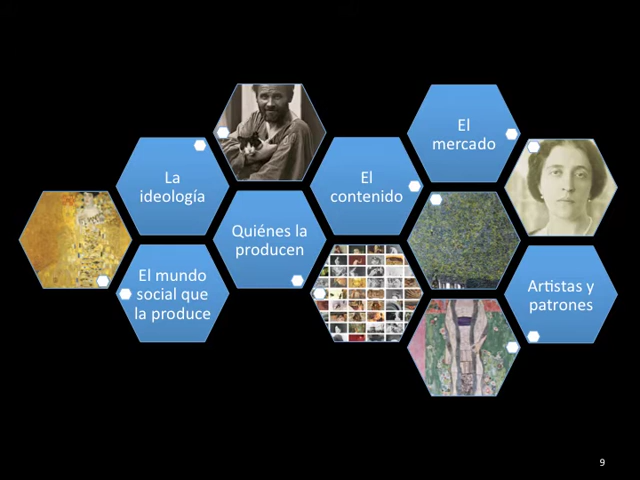 La
ideología
El mundo
social que
la produce
Quiénes la
producen
El
contenido
El
mercado
Artistas y
patrones
9